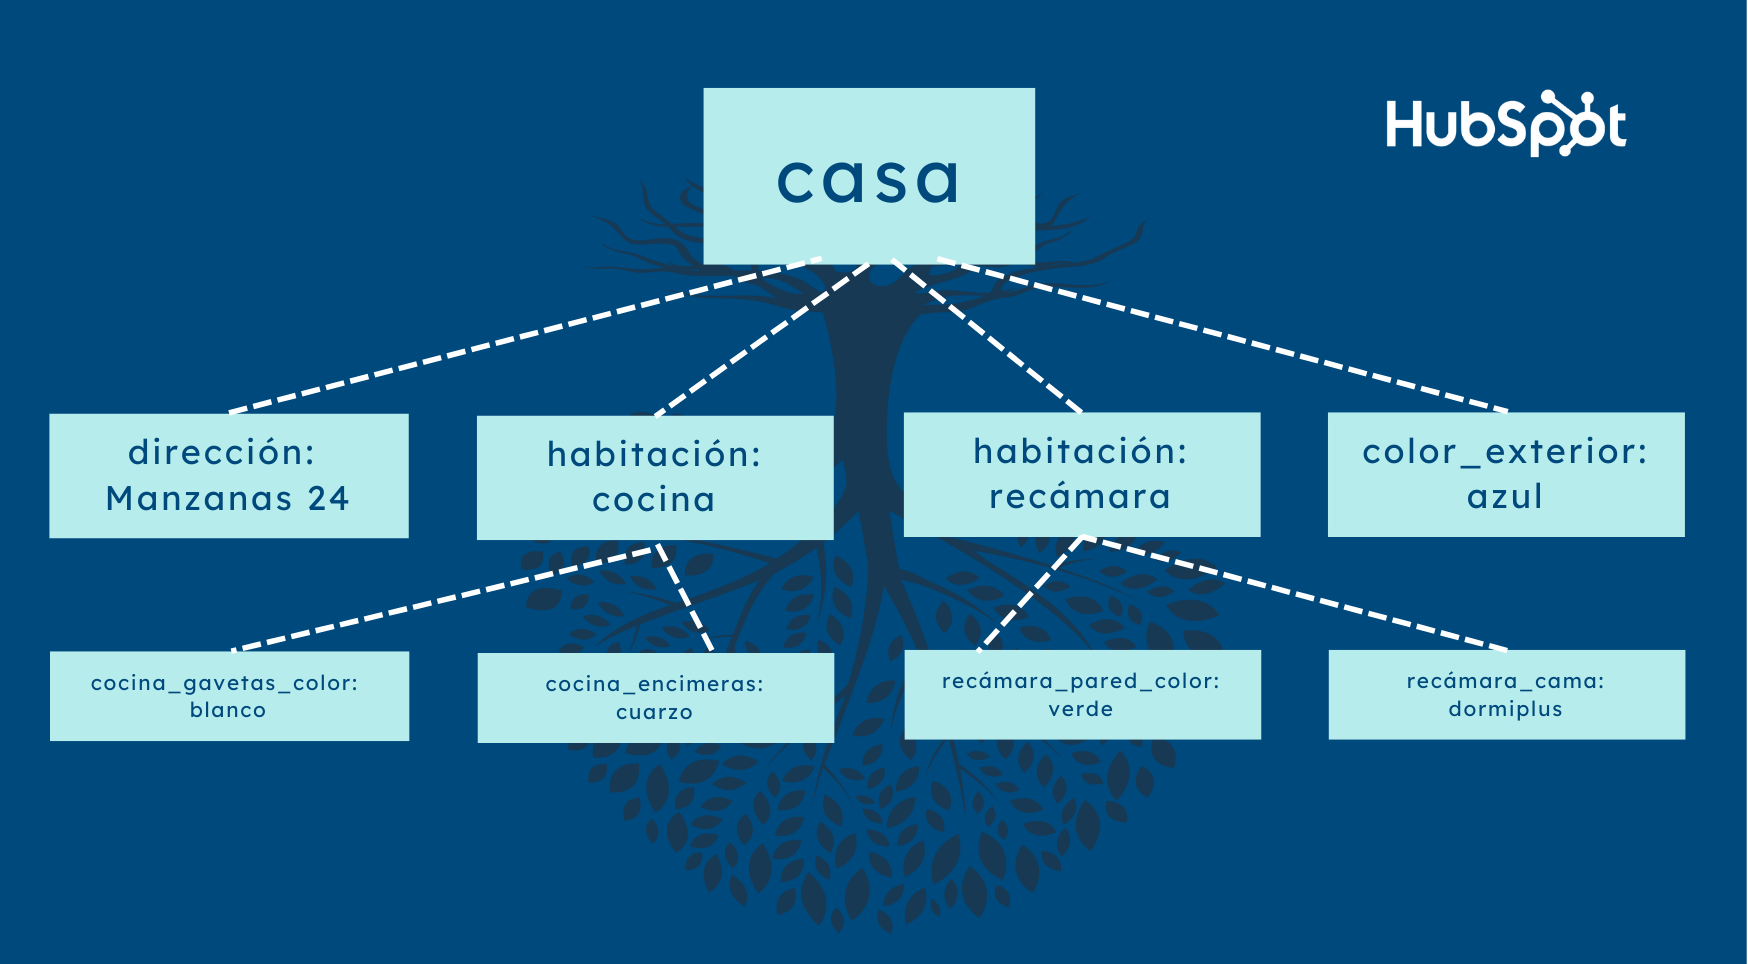 HubSpot
casa
dirección:
Manzanas 24
habitación:
cocina
habitación:
recámara
color_exterior:
azul
cocina_gavetas_color:
blanco
cocina_encimeras:
cuarzo
recámara_pared_color:
verde
recámara_cama:
dormiplus